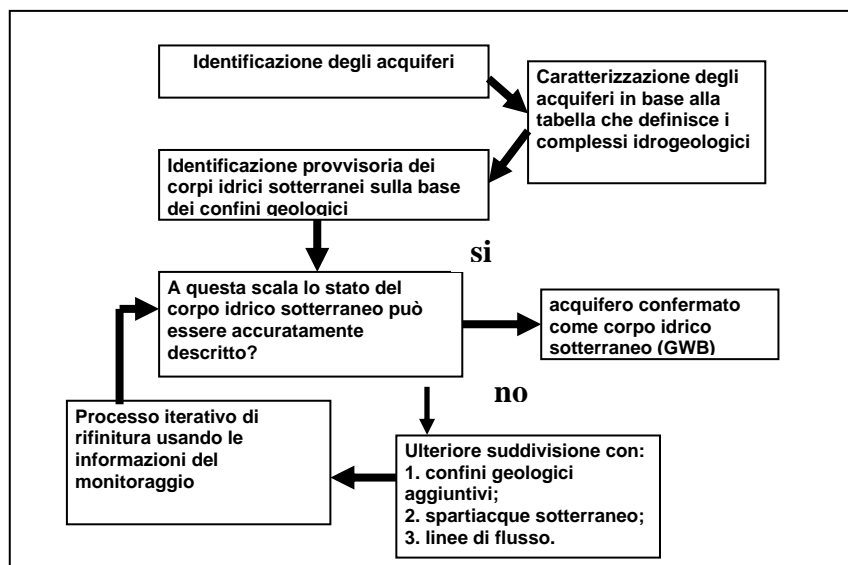 Identificazione degli acquiferi
Caratterizzazione degli
acquiferi in base alla
tabella che definisce i
complessi idrogeologici
Identificazione provvisoria dei
corpi idrici sotterranei sulla base
dei confini geologici
si
A questa scala lo stato del
corpo idrico sotterraneo può
essere accuratamente
descritto?
acquifero confermato
come corpo idrico
sotterraneo (GWB)
no
Processo iterativo di
rifinitura usando le
informazioni del
monitoraggio
Ulteriore suddivisione con:
1. confini geologici
aggiuntivi;
2. spartiacque sotterraneo;
3. linee di flusso.